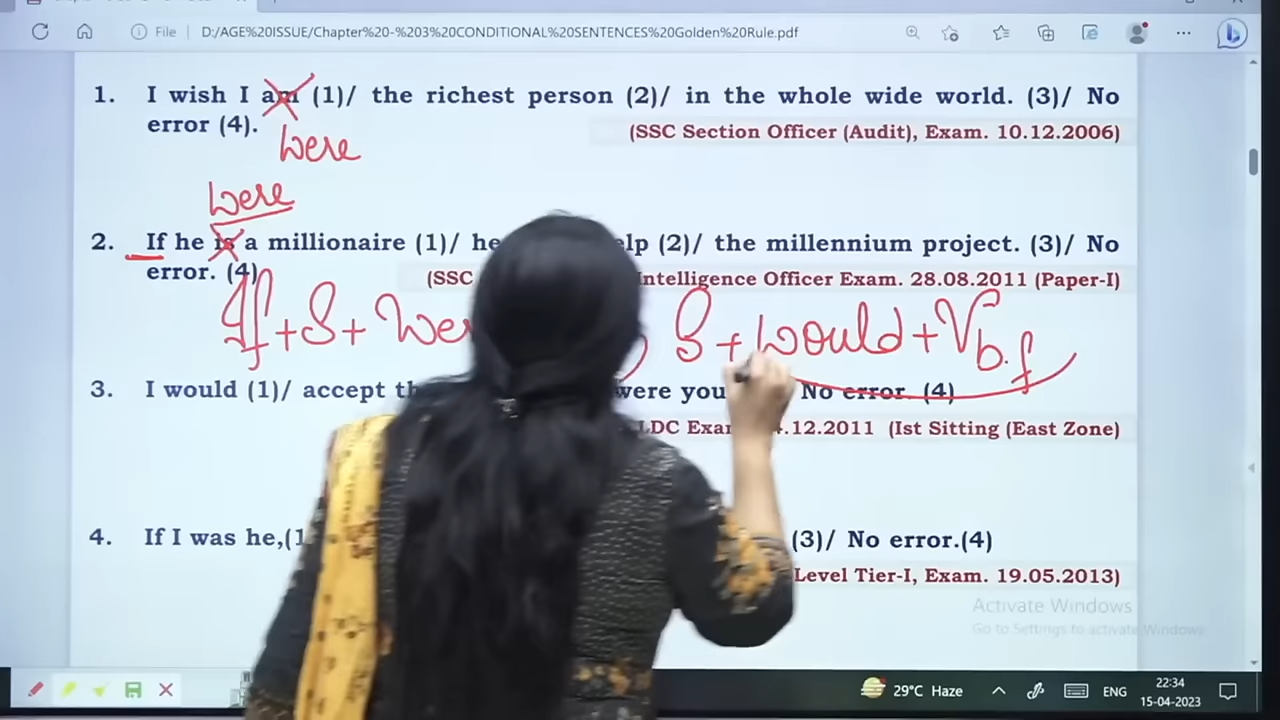 File D:/AGE%20ISSUE/Chapter%20-%203%20CONDITIONAL%20SENTENCES%20Golden%20Rule.pdf
1. I wish I am (1)/ the richest person (2)/ in the whole wide world. (3)/ No
error (4).
(SSC Section Officer (Audit), Exam. 10.12.2006)
were
were
2. If he is a millionaire (1)/ he (2)/ the millennium project. (3)/ No
error. (4)
(SSC Intelligence Officer Exam. 28.08.2011 (Paper-I)
If + S + S + would + V b.f
3. I would (1)/ accept were you No error. (4)
LDC .12.2011 (Ist Sitting (East Zone)
4. If I was he,(1 (3)/ No error.(4)
Level Tier-I, Exam. 19.05.2013)
Activate Windows
Go to Settings to activate Windows.
29°C Haze
ENG
22:34
15-04-2023